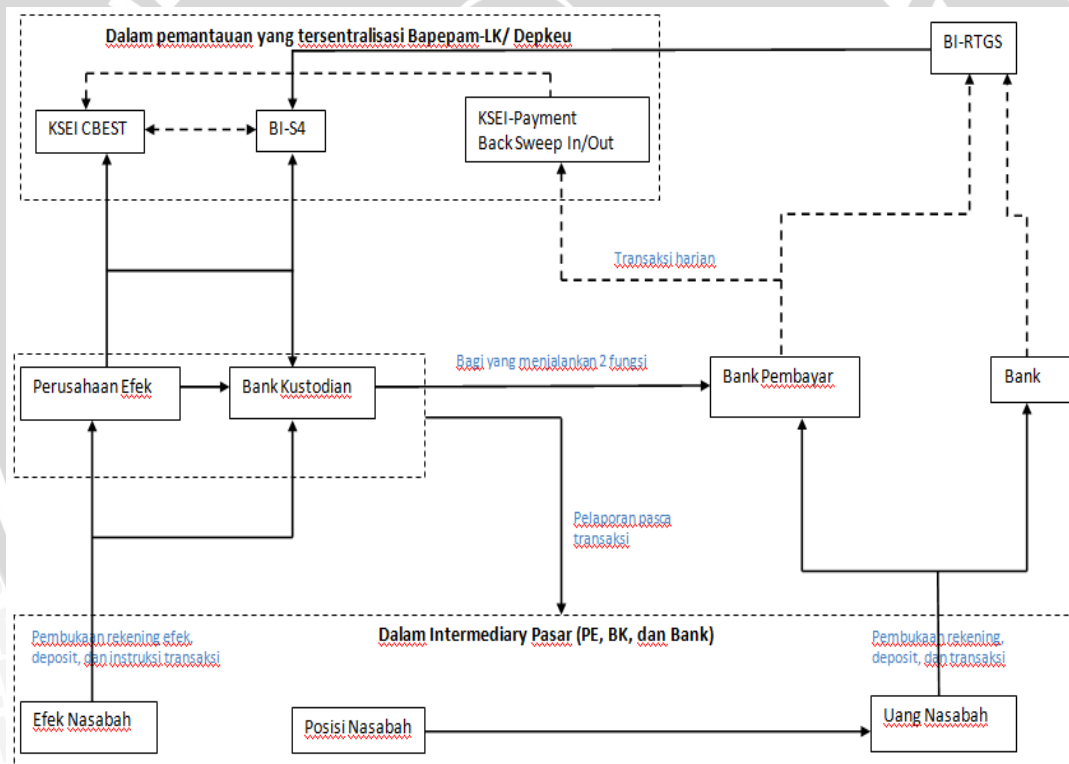 Dalam pemantauan yang tersentralisasi Bapepam-LK/ Depkeu
BI-RTGS
KSEI CBEST
BI-S4
KSEI-Payment
Back Sweep In/Out
Transaksi harian
Bagi yang menjalankan 2 fungsi
Perusahaan Efek
Bank Kustodian
Bank Pembayar
Bank
Pelaporan pasca
transaksi
Dalam Intermediary Pasar (PE, BK, dan Bank)
Pembukaan rekening efek,
deposit, dan instruksi transaksi
Pembukaan rekening,
deposit, dan transaksi
Efek Nasabah
Posisi Nasabah
Uang Nasabah